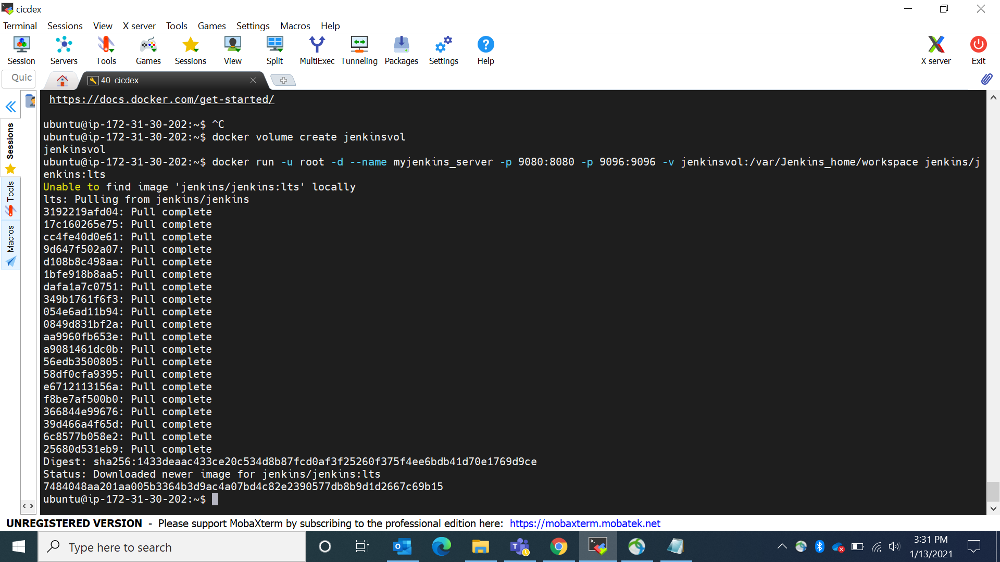 cicdex
Terminal Sessions View X server Tools Games Settings Macros Help
Session Servers Tools Games Sessions View Split MultiExec Tunneling Packages Settings Help X server Exit
Quic
40. cicdex
Sessions
Tools
Macros
https://docs.docker.com/get-started/
ubuntu@ip-172-31-30-202:~$ ^C
ubuntu@ip-172-31-30-202:~$ docker volume create jenkinsvol
jenkinsvol
ubuntu@ip-172-31-30-202:~$ docker run -u root -d --name myjenkins_server -p 9080:8080 -p 9096:9096 -v jenkinsvol:/var/Jenkins_home/workspace jenkins/j
enkins:lts
Unable to find image 'jenkins/jenkins:lts' locally
lts: Pulling from jenkins/jenkins
3192219afd04: Pull complete
17c160265e75: Pull complete
cc4fe40d0e61: Pull complete
9d647f502a07: Pull complete
d108b8c498aa: Pull complete
1bfe918b8aa5: Pull complete
dafa1a7c0751: Pull complete
349b1761f6f3: Pull complete
054e6ad11b94: Pull complete
0849d831bf2a: Pull complete
aa9960fb653e: Pull complete
a9081461dc0b: Pull complete
56edb3500805: Pull complete
58df0cfa9395: Pull complete
e6712113156a: Pull complete
f8be7af500b0: Pull complete
366844e99676: Pull complete
39d466a4f65d: Pull complete
6c8577b058e2: Pull complete
25680d531eb9: Pull complete
Digest: sha256:1433deaac433ce20c534d8b87fcd0af3f25260f375f4ee6bdb41d70e1769d9ce
Status: Downloaded newer image for jenkins/jenkins:lts
7484048aa201aa005b3364b3d9ac4a07bd4c82e2390577db8b9d1d2667c69b15
ubuntu@ip-172-31-30-202:~$
UNREGISTERED VERSION - Please support MobaXterm by subscribing to the professional edition here: https://mobaxterm.mobatek.net
Type here to search
3:31 PM
1/13/2021